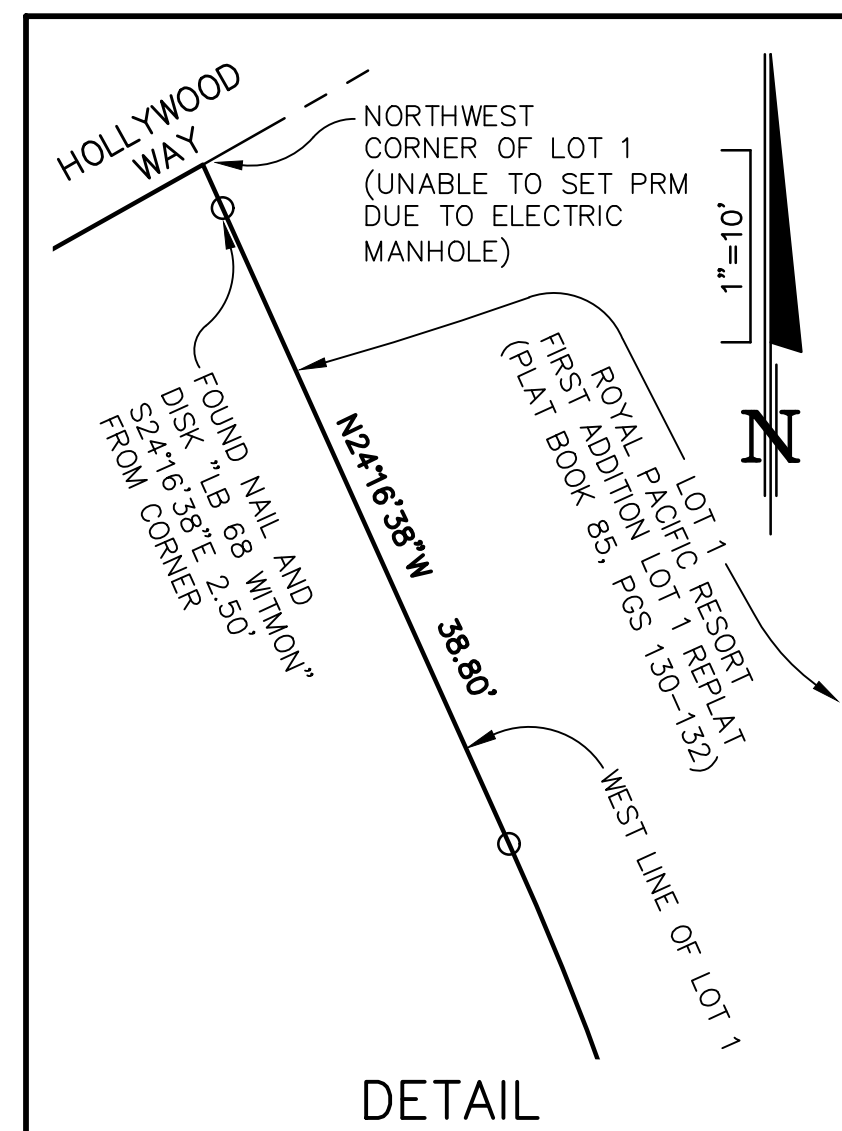 HOLLYWOOD
WAY
NORTHWEST
CORNER OF LOT 1
(UNABLE TO SET PRM
DUE TO ELECTRIC
MANHOLE)
1"=10'
N
FOUND NAIL AND
DISK "LB 68 WITMON"
S24°16'38"E 2.50'
FROM CORNER
N24°16'38"W 38.80'
LOT 1
ROYAL PACIFIC RESORT
FIRST ADDITION LOT 1 REPLAT
(PLAT BOOK 85, PGS 130-132)
WEST LINE OF LOT 1
DETAIL